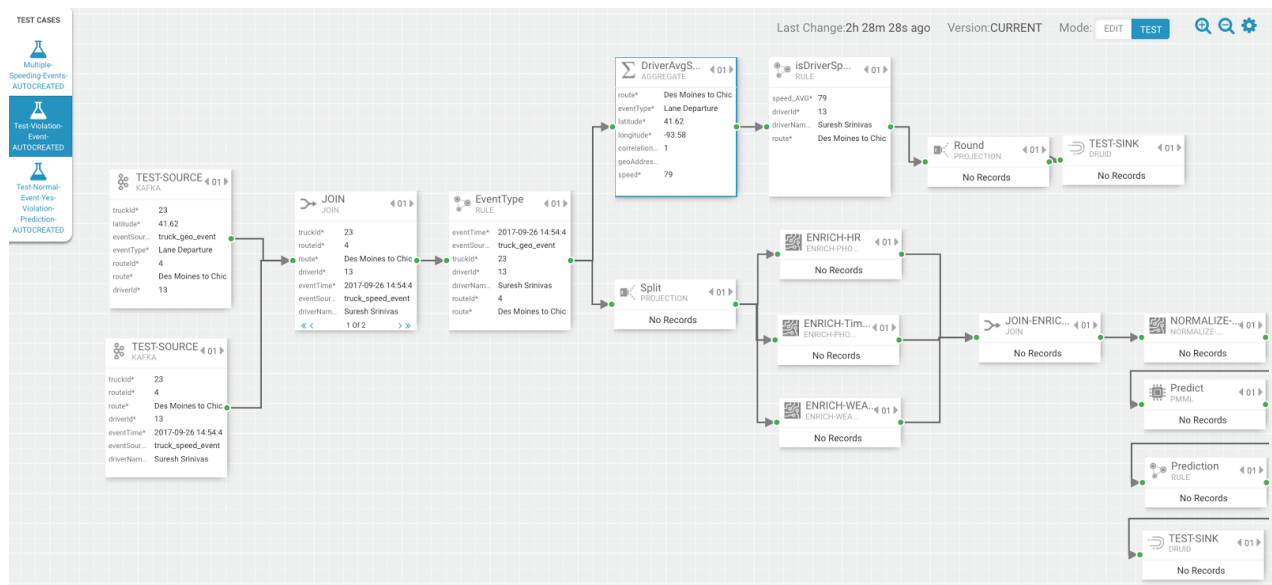 TEST CASES
Multiple-
Speeding-Events-
AUTOCREATED
Test-Violation-
Event-
AUTOCREATED
Test-Normal-
Event-Yes-
Violation-
Prediction-
AUTOCREATED
Last Change:2h 28m 28s ago Version:CURRENT Mode: EDIT TEST
TEST-SOURCE 01
KAFKA
truckId* 23
latitude* 41.62
eventSour... truck_geo_event
eventType* Lane Departure
routeId* 4
route* Des Moines to Chic
driverId* 13
TEST-SOURCE 01
KAFKA
truckId* 23
routeId* 4
route* Des Moines to Chic
driverId* 13
eventTime* 2017-09-26 14:54:4
eventSour... truck_speed_event
driverNam... Suresh Srinivas
JOIN 01
JOIN
truckId* 23
routeId* 4
route* Des Moines to Chic
driverId* 13
eventTime* 2017-09-26 14:54:4
eventSour... truck_speed_event
driverNam... Suresh Srinivas
« < 1 Of 2 > »
EventType 01
RULE
eventTime* 2017-09-26 14:54:4
eventSour... truck_geo_event
truckId* 23
driverId* 13
driverNam... Suresh Srinivas
routeId* 4
route* Des Moines to Chic
DriverAvgS... 01
AGGREGATE
route* Des Moines to Chic
eventType* Lane Departure
latitude* 41.62
longitude* -93.58
correlation... 1
geoAddres...
speed* 79
isDriverSp... 01
RULE
speed_AVG* 79
driverId* 13
driverNam... Suresh Srinivas
route* Des Moines to Chic
Round 01
PROJECTION
No Records
TEST-SINK 01
DRUID
No Records
Split 01
PROJECTION
No Records
ENRICH-HR 01
ENRICH-PHO...
No Records
ENRICH-Tim... 01
ENRICH-PHO...
No Records
ENRICH-WEA... 01
ENRICH-WEA...
No Records
JOIN-ENRIC... 01
JOIN
No Records
NORMALIZE-... 01
NORMALIZE-...
No Records
Predict 01
PMML
No Records
Prediction 01
RULE
No Records
TEST-SINK 01
DRUID
No Records